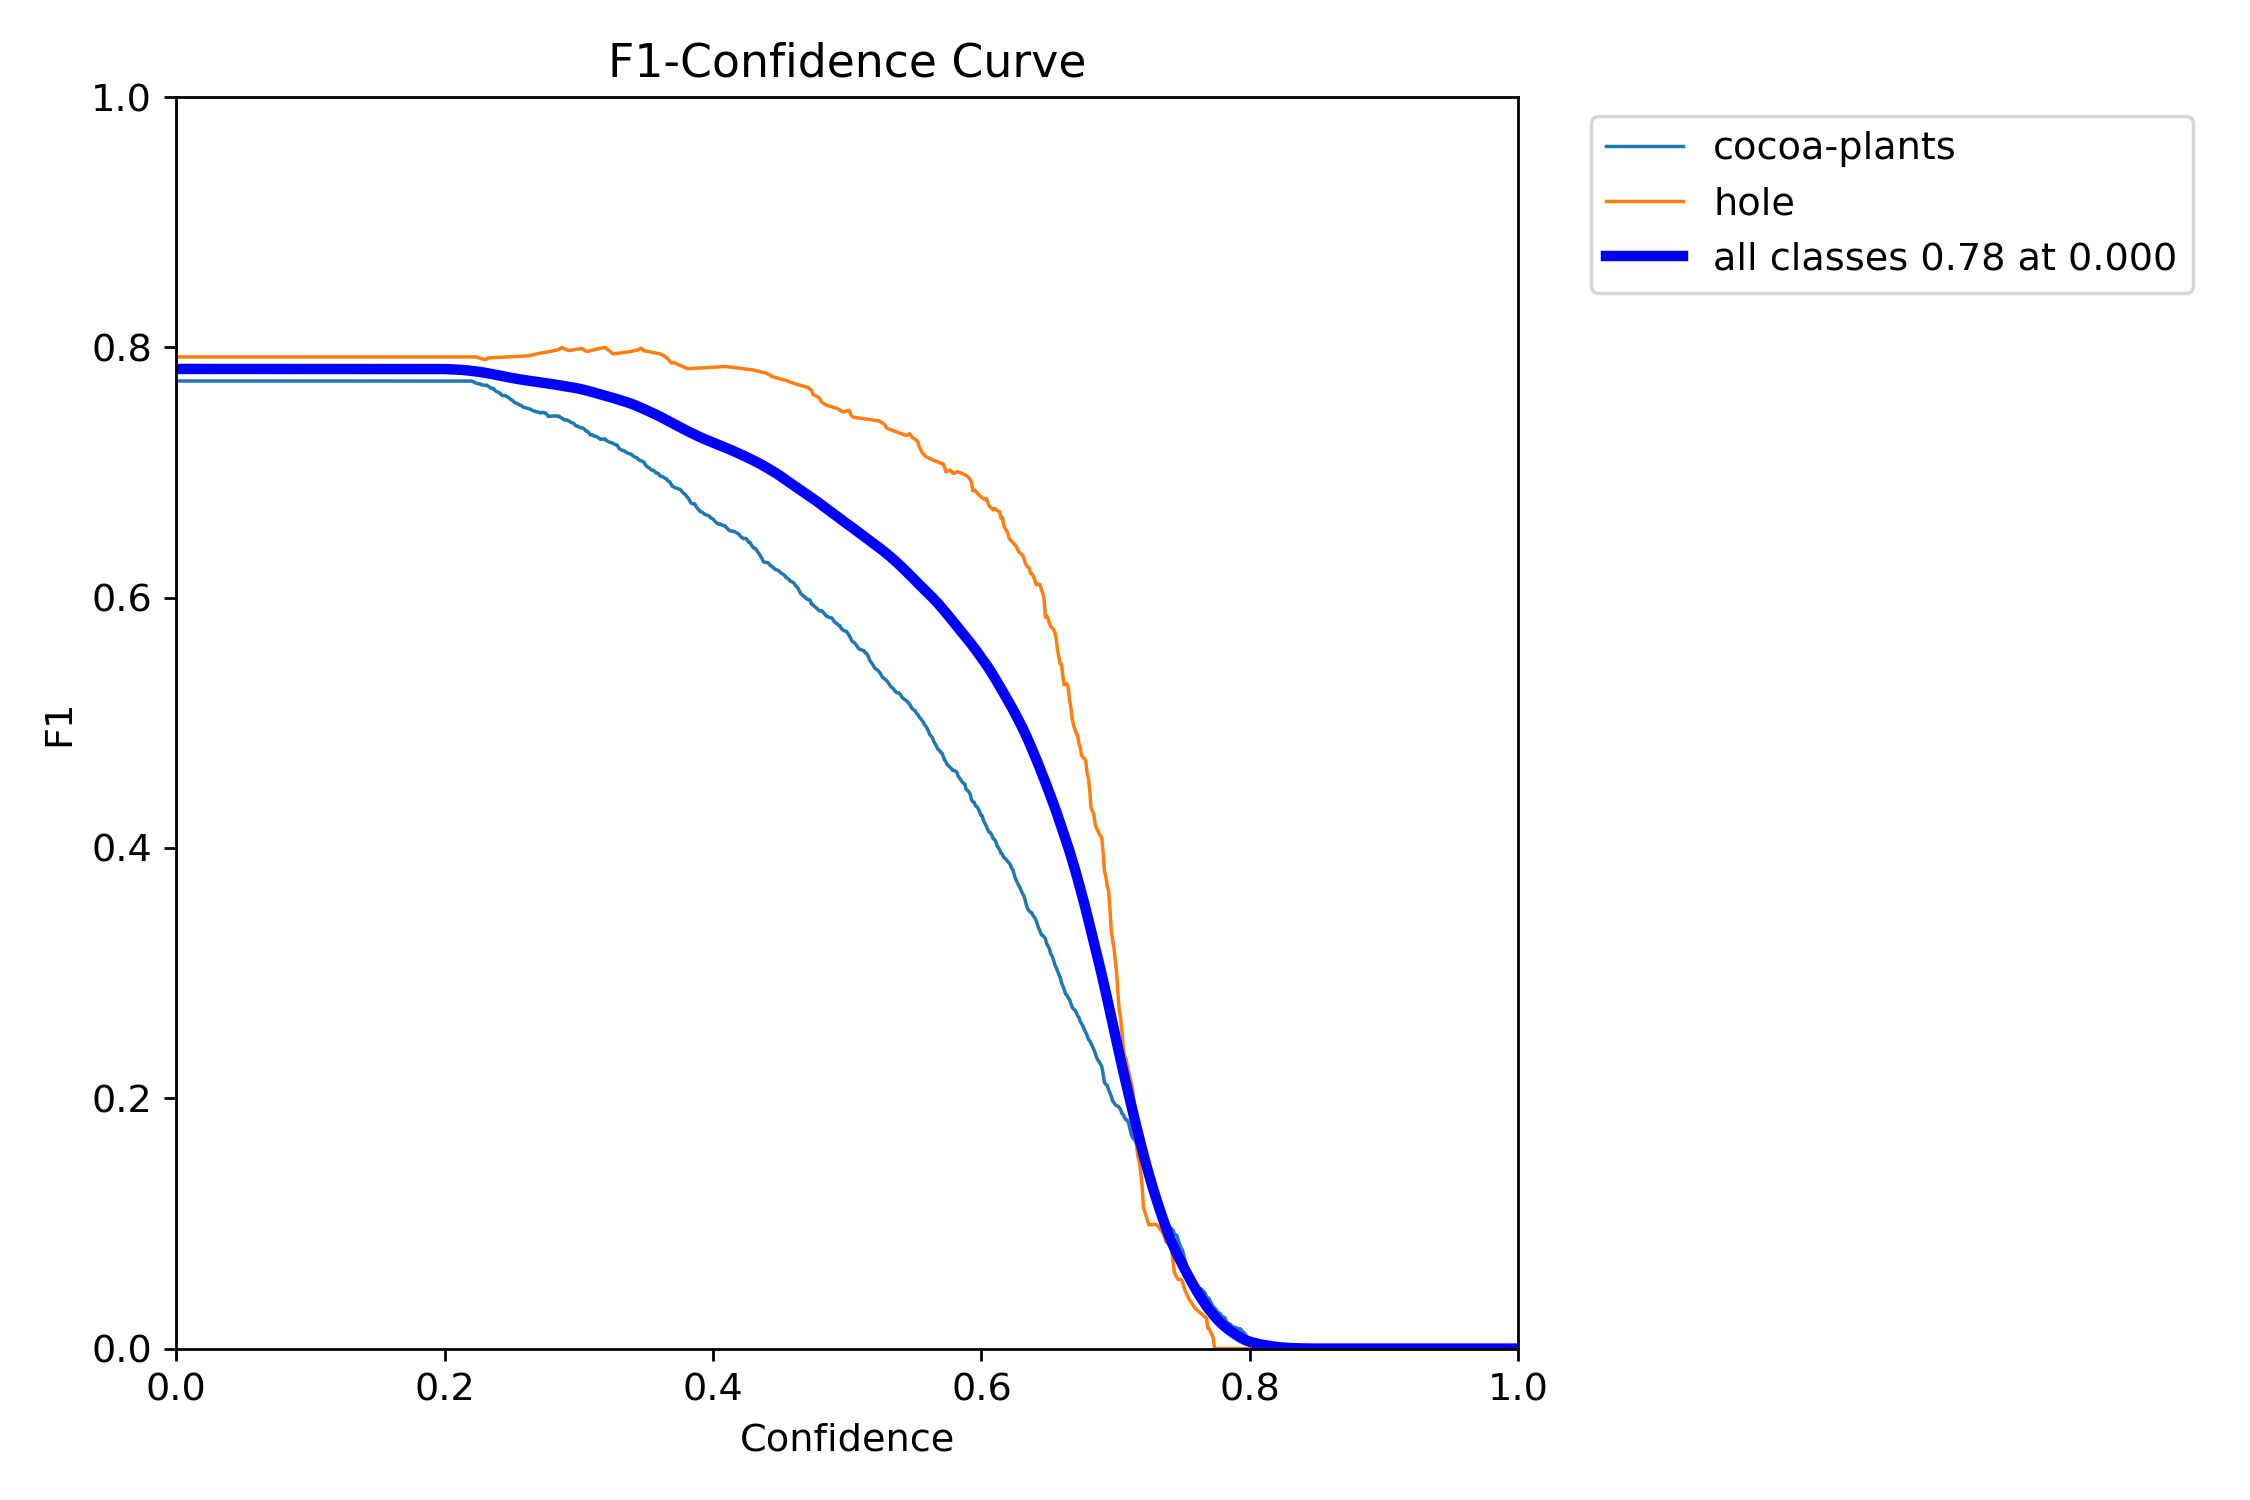 F1-Confidence Curve
1.0
0.8
0.6
0.4
0.2
0.0
F1
0.0 0.2 0.4 0.6 0.8 1.0
Confidence
cocoa-plants
hole
all classes 0.78 at 0.000